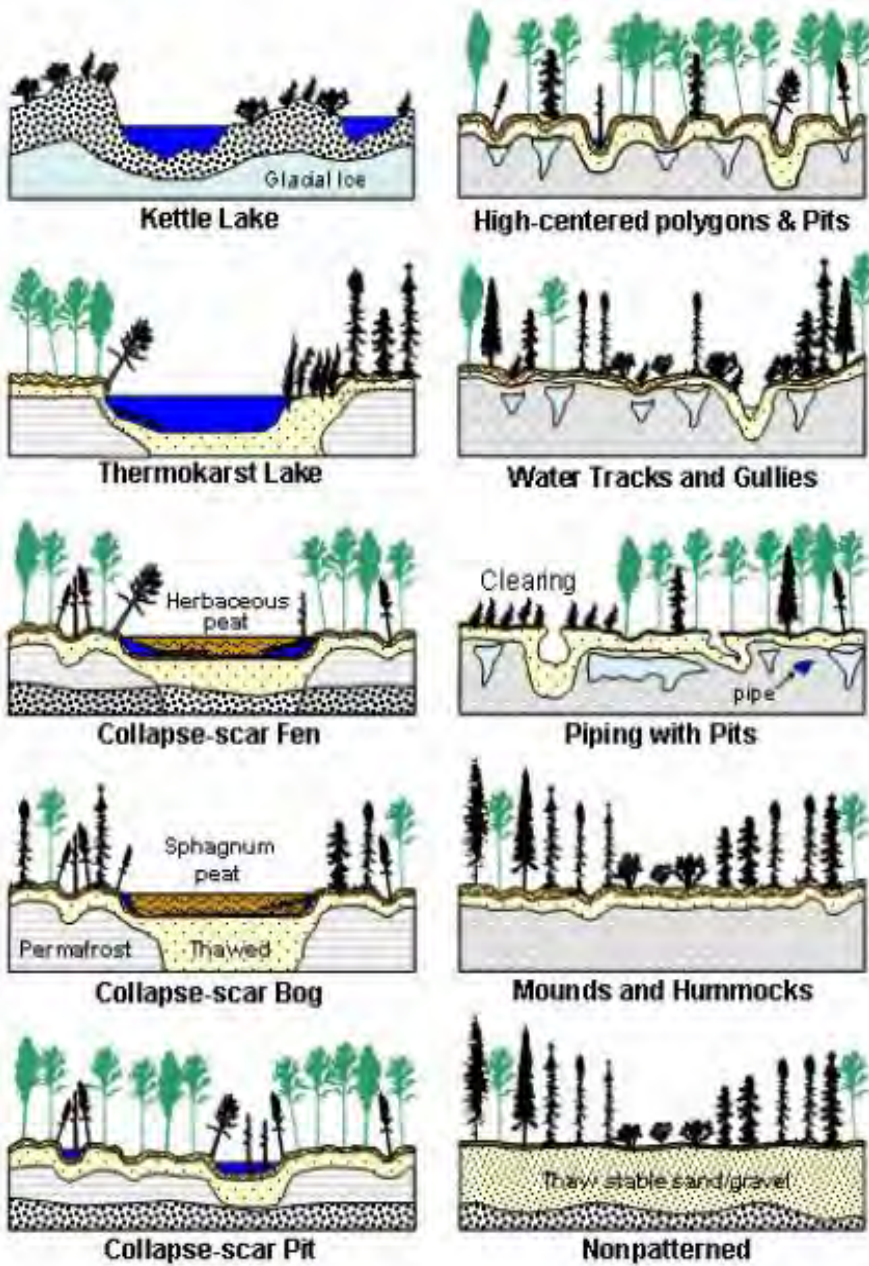 Glacial Ice
Kettle Lake
High-centered polygons & Pits
Thermokarst Lake
Water Tracks and Gullies
Herbaceous
peat
Collapse-scar Fen
Clearing
pipe
Piping with Pits
Sphagnum
peat
Permafrost
Thawed
Collapse-scar Bog
Mounds and Hummocks
Collapse-scar Pit
Thaw stable sand/gravel
Nonpatterned